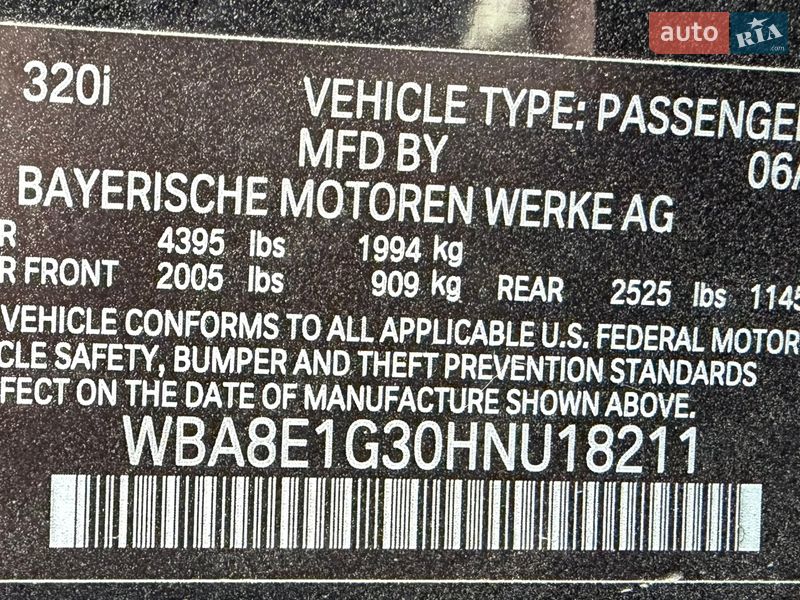 auto RIA.com
320i VEHICLE TYPE: PASSENGE
MFD BY 06/
BAYERISCHE MOTOREN WERKE AG
R 4395 lbs 1994 kg
R FRONT 2005 lbs 909 kg REAR 2525 lbs 1145
VEHICLE CONFORMS TO ALL APPLICABLE U.S. FEDERAL MOTOR
CLE SAFETY, BUMPER AND THEFT PREVENTION STANDARDS
FECT ON THE DATE OF MANUFACTURE SHOWN ABOVE.
WBA8E1G30HNU18211